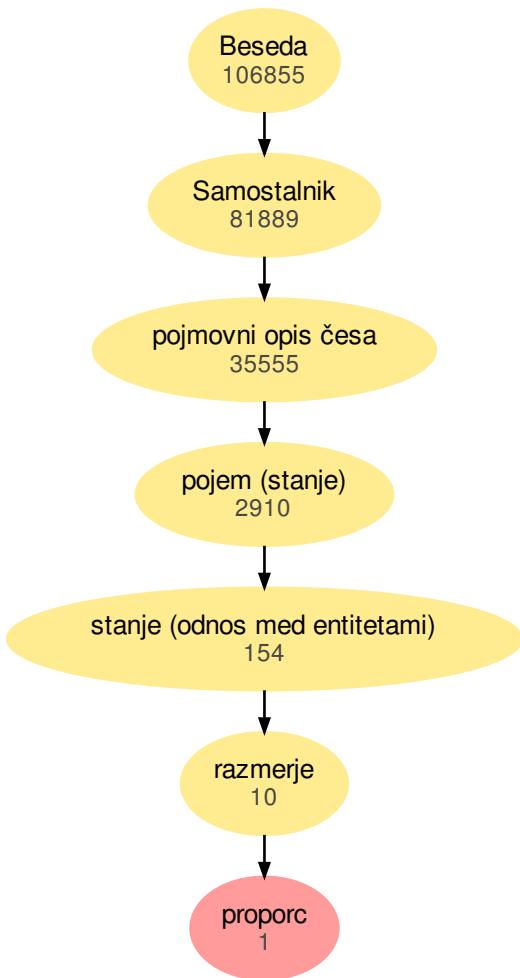 Beseda
106855
Samostalnik
81889
pojmovni opis česa
35555
pojem (stanje)
2910
stanje (odnos med entitetami)
154
razmerje
10
proporc
1